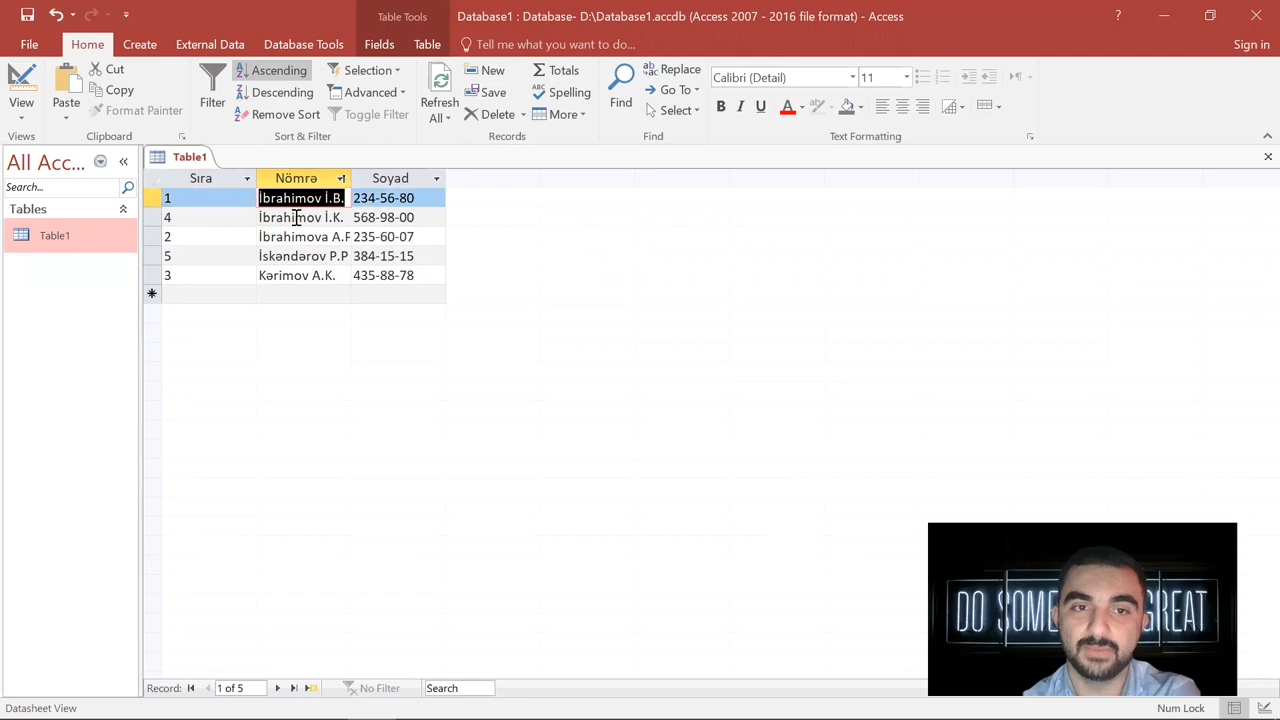 Table Tools
Database1 : Database- D:\Database1.accdb (Access 2007 - 2016 file format) - Access
File Home Create External Data Database Tools Fields Table Tell me what you want to do... Sign in
View
Views
Paste
Cut
Copy
Format Painter
Clipboard
Filter
Ascending
Descending
Remove Sort
Selection
Advanced
Toggle Filter
Sort & Filter
Refresh
All
New
Save
Delete
Totals
Spelling
More
Records
Find
Replace
Go To
Select
Find
Calibri (Detail) 11
B I U A
Text Formatting
All Acc...
Search...
Tables
Table1
Table1
Sıra Nömrə Soyad
1 İbrahimov İ.B. 234-56-80
4 İbrahimov İ.K. 568-98-00
2 İbrahimova A.F 235-60-07
5 İskəndərov P.P 384-15-15
3 Kərimov A.K. 435-88-78
DO SOME GREAT
Record: 1 of 5 No Filter Search
Datasheet View Num Lock